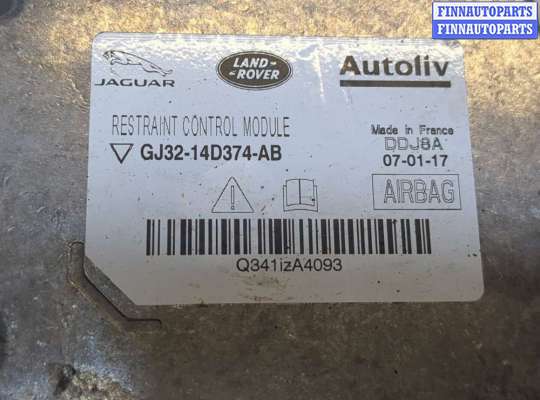 FINNAUTOPARTS
FINNAUTOPARTS
JAGUAR
LAND-
-ROVER
Autoliv
RESTRAINT CONTROL MODULE
Made in France
DDJ8A
GJ32-14D374-AB
07-01-17
AIRBAG
Q341izA4093